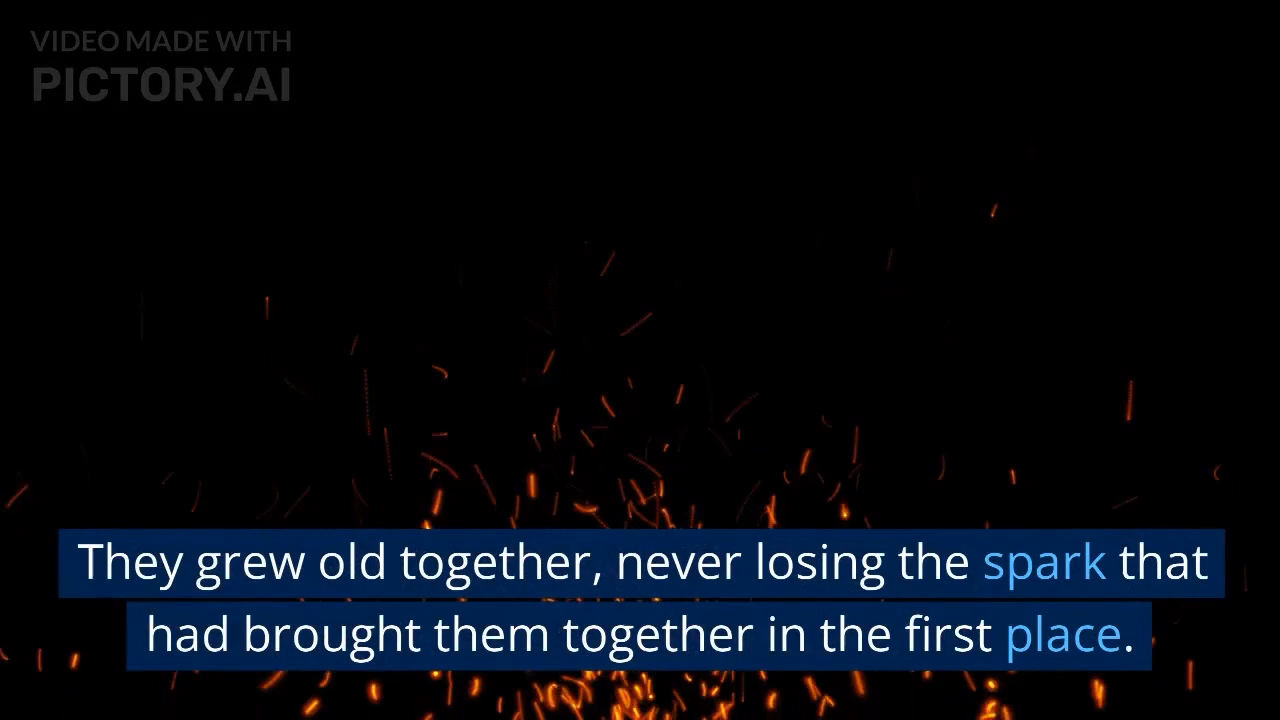 VIDEO MADE WITH
PICTORY.AI
They grew old together, never losing the spark that
had brought them together in the first place.